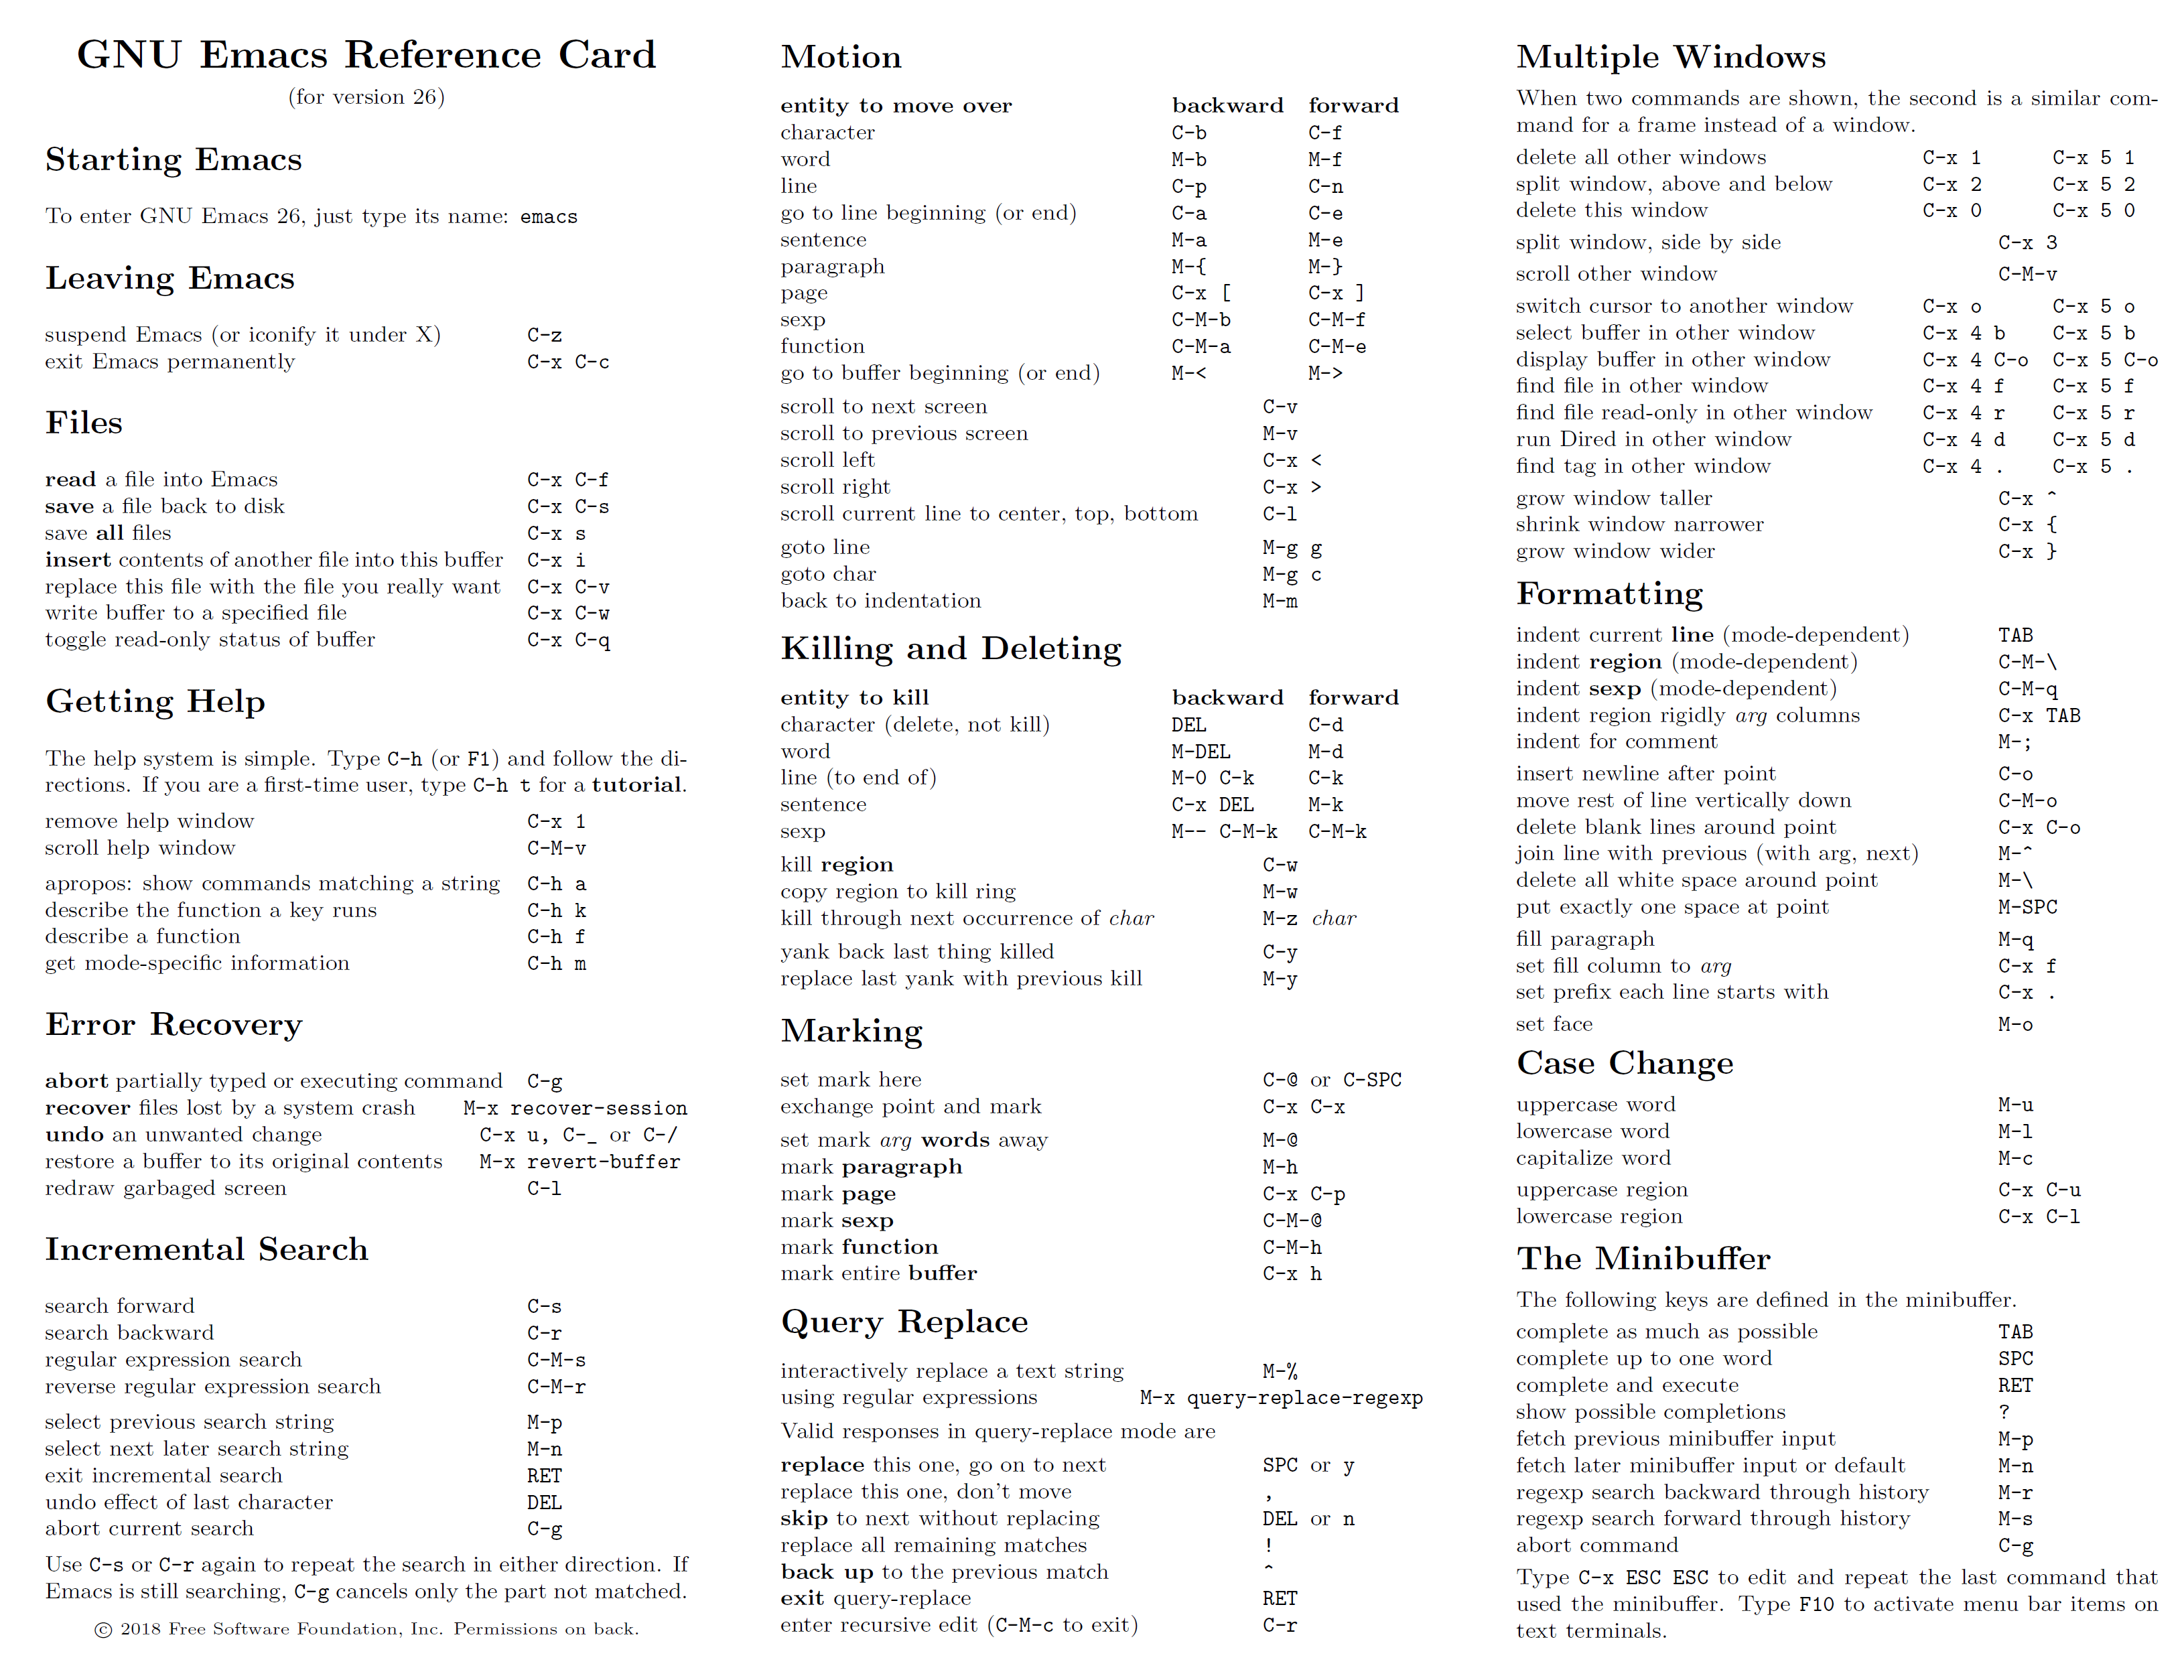 GNU Emacs Reference Card
(for version 26)
Starting Emacs
To enter GNU Emacs 26, just type its name: emacs
Leaving Emacs
suspend Emacs (or iconify it under X) C-z
exit Emacs permanently C-x C-c
Files
read a file into Emacs C-x C-f
save a file back to disk C-x C-s
save all files C-x s
insert contents of another file into this buffer C-x i
replace this file with the file you really want C-x C-v
write buffer to a specified file C-x C-w
toggle read-only status of buffer C-x C-q
Getting Help
The help system is simple. Type C-h (or F1) and follow the di-
rections. If you are a first-time user, type C-h t for a tutorial.
remove help window C-x 1
scroll help window C-M-v
apropos: show commands matching a string C-h a
describe the function a key runs C-h k
describe a function C-h f
get mode-specific information C-h m
Error Recovery
abort partially typed or executing command C-g
recover files lost by a system crash M-x recover-session
undo an unwanted change C-x u, C-_ or C-/
restore a buffer to its original contents M-x revert-buffer
redraw garbaged screen C-l
Incremental Search
search forward C-s
search backward C-r
regular expression search C-M-s
reverse regular expression search C-M-r
select previous search string M-p
select next later search string M-n
exit incremental search RET
undo effect of last character DEL
abort current search C-g
Use C-s or C-r again to repeat the search in either direction. If
Emacs is still searching, C-g cancels only the part not matched.
© 2018 Free Software Foundation, Inc. Permissions on back.
Motion
entity to move over backward forward
character C-b C-f
word M-b M-f
line C-p C-n
go to line beginning (or end) C-a C-e
sentence M-a M-e
paragraph M-{ M-}
page C-x [ C-x ]
sexp C-M-b C-M-f
function C-M-a C-M-e
go to buffer beginning (or end) M-< M->
scroll to next screen C-v
scroll to previous screen M-v
scroll left C-x <
scroll right C-x >
scroll current line to center, top, bottom C-l
goto line M-g g
goto char M-g c
back to indentation M-m
Killing and Deleting
entity to kill backward forward
character (delete, not kill) DEL C-d
word M-DEL M-d
line (to end of) M-0 C-k C-k
sentence C-x DEL M-k
sexp M-- C-M-k C-M-k
kill region C-w
copy region to kill ring M-w
kill through next occurrence of char M-z char
yank back last thing killed C-y
replace last yank with previous kill M-y
Marking
set mark here C-@ or C-SPC
exchange point and mark C-x C-x
set mark arg words away M-@
mark paragraph M-h
mark page C-x C-p
mark sexp C-M-@
mark function C-M-h
mark entire buffer C-x h
Query Replace
interactively replace a text string M-%
using regular expressions M-x query-replace-regexp
Valid responses in query-replace mode are
replace this one, go on to next SPC or y
replace this one, don't move ,
skip to next without replacing DEL or n
replace all remaining matches !
back up to the previous match ^
exit query-replace RET
enter recursive edit (C-M-c to exit) C-r
Multiple Windows
When two commands are shown, the second is a similar com-
mand for a frame instead of a window.
delete all other windows C-x 1 C-x 5 1
split window, above and below C-x 2 C-x 5 2
delete this window C-x 0 C-x 5 0
split window, side by side C-x 3
scroll other window C-M-v
switch cursor to another window C-x o C-x 5 o
select buffer in other window C-x 4 b C-x 5 b
display buffer in other window C-x 4 C-o C-x 5 C-o
find file in other window C-x 4 f C-x 5 f
find file read-only in other window C-x 4 r C-x 5 r
run Dired in other window C-x 4 d C-x 5 d
find tag in other window C-x 4 . C-x 5 .
grow window taller C-x ^
shrink window narrower C-x {
grow window wider C-x }
Formatting
indent current line (mode-dependent) TAB
indent region (mode-dependent) C-M-\
indent sexp (mode-dependent) C-M-q
indent region rigidly arg columns C-x TAB
indent for comment M-;
insert newline after point C-o
move rest of line vertically down C-M-o
delete blank lines around point C-x C-o
join line with previous (with arg, next) M-^
delete all white space around point M-\
put exactly one space at point M-SPC
fill paragraph M-q
set fill column to arg C-x f
set prefix each line starts with C-x .
set face M-o
Case Change
uppercase word M-u
lowercase word M-l
capitalize word M-c
uppercase region C-x C-u
lowercase region C-x C-l
The Minibuffer
The following keys are defined in the minibuffer.
complete as much as possible TAB
complete up to one word SPC
complete and execute RET
show possible completions ?
fetch previous minibuffer input M-p
fetch later minibuffer input or default M-n
regexp search backward through history M-r
regexp search forward through history M-s
abort command C-g
Type C-x ESC ESC to edit and repeat the last command that
used the minibuffer. Type F10 to activate menu bar items on
text terminals.